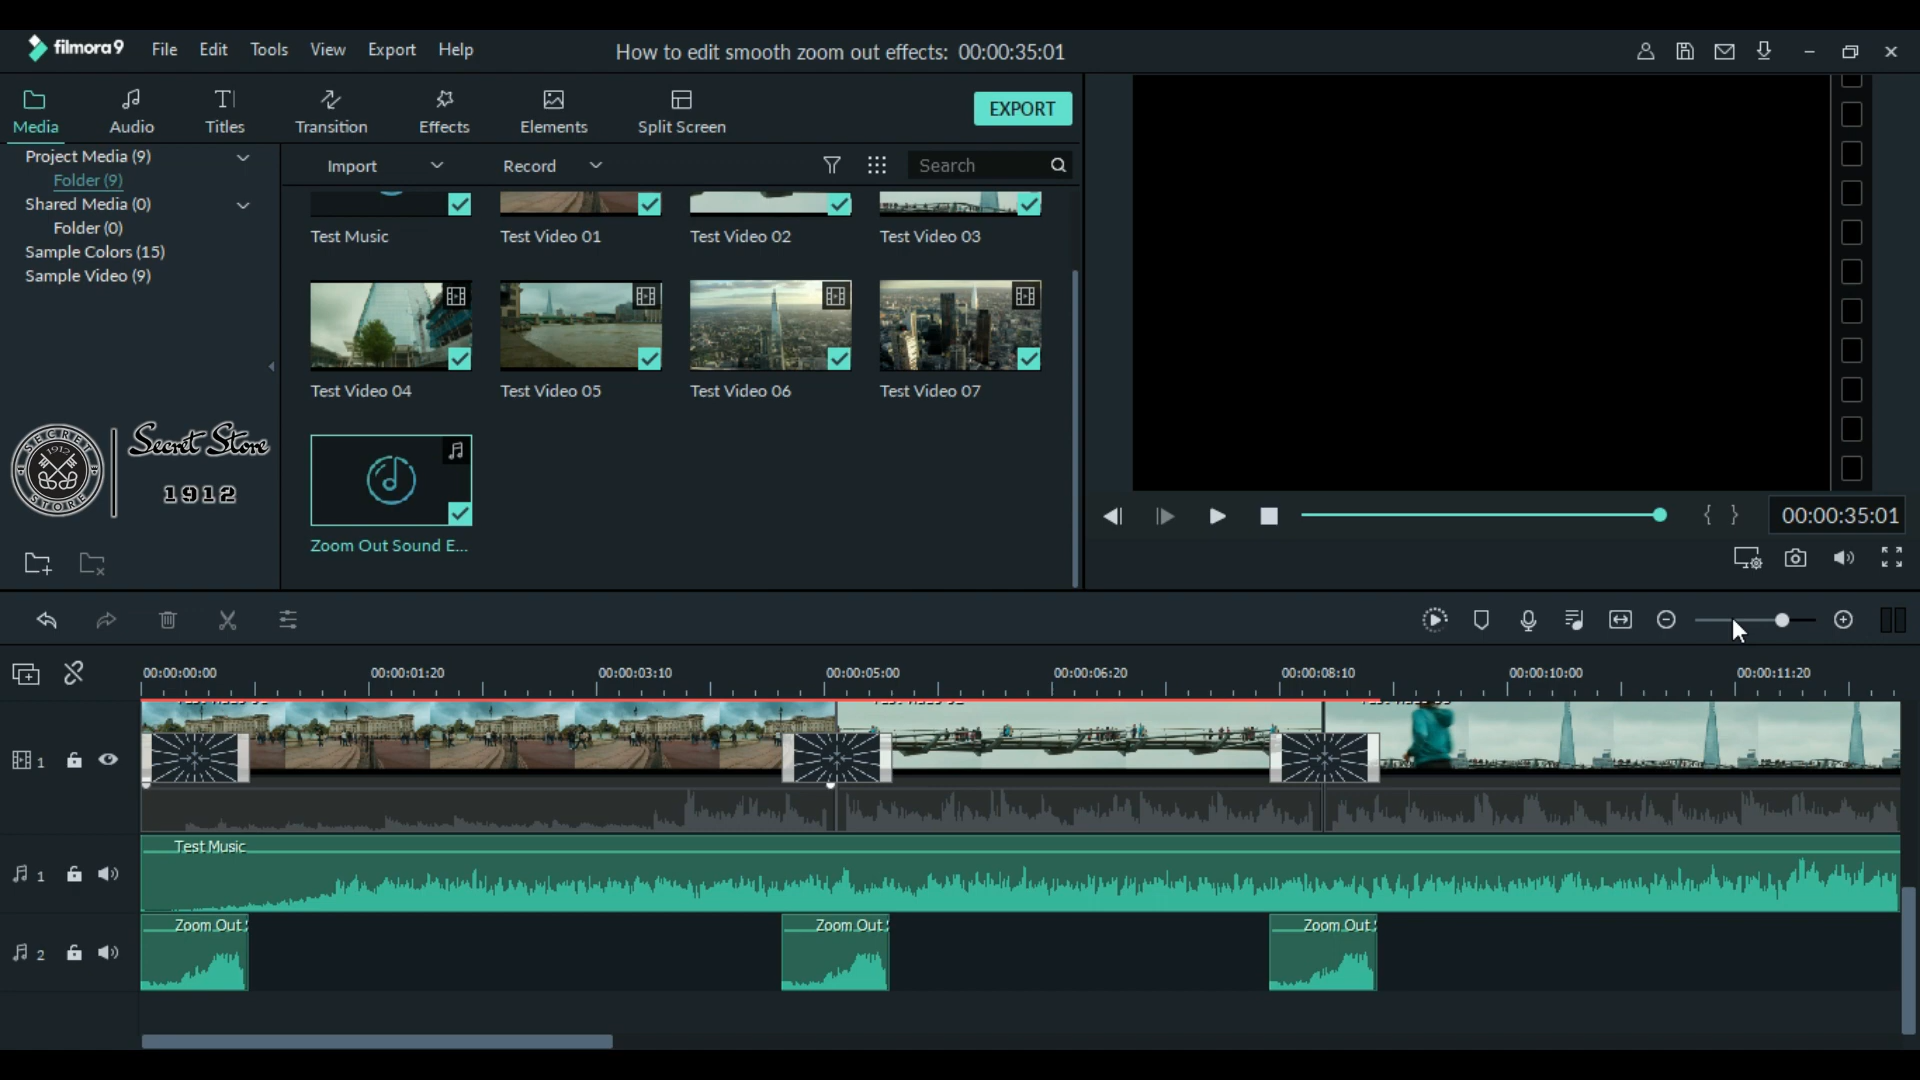 filmora9 File Edit Tools View Export Help How to edit smooth zoom out effects: 00:00:35:01
Media Audio Titles Transition Effects Elements Split Screen EXPORT
Project Media (9)
Folder (9)
Shared Media (0)
Folder (0)
Sample Colors (15)
Sample Video (9)
Import Record Search
Test Music Test Video 01 Test Video 02 Test Video 03
Test Video 04 Test Video 05 Test Video 06 Test Video 07
Zoom Out Sound E...
SECRET
1912
STORE
Secret Store
1912
00:00:35:01
00:00:00:00 00:00:01:20 00:00:03:10 00:00:05:00 00:00:06:20 00:00:08:10 00:00:10:00 00:00:11:20
1
Test Music
1
Zoom Out Zoom Out Zoom Out
2